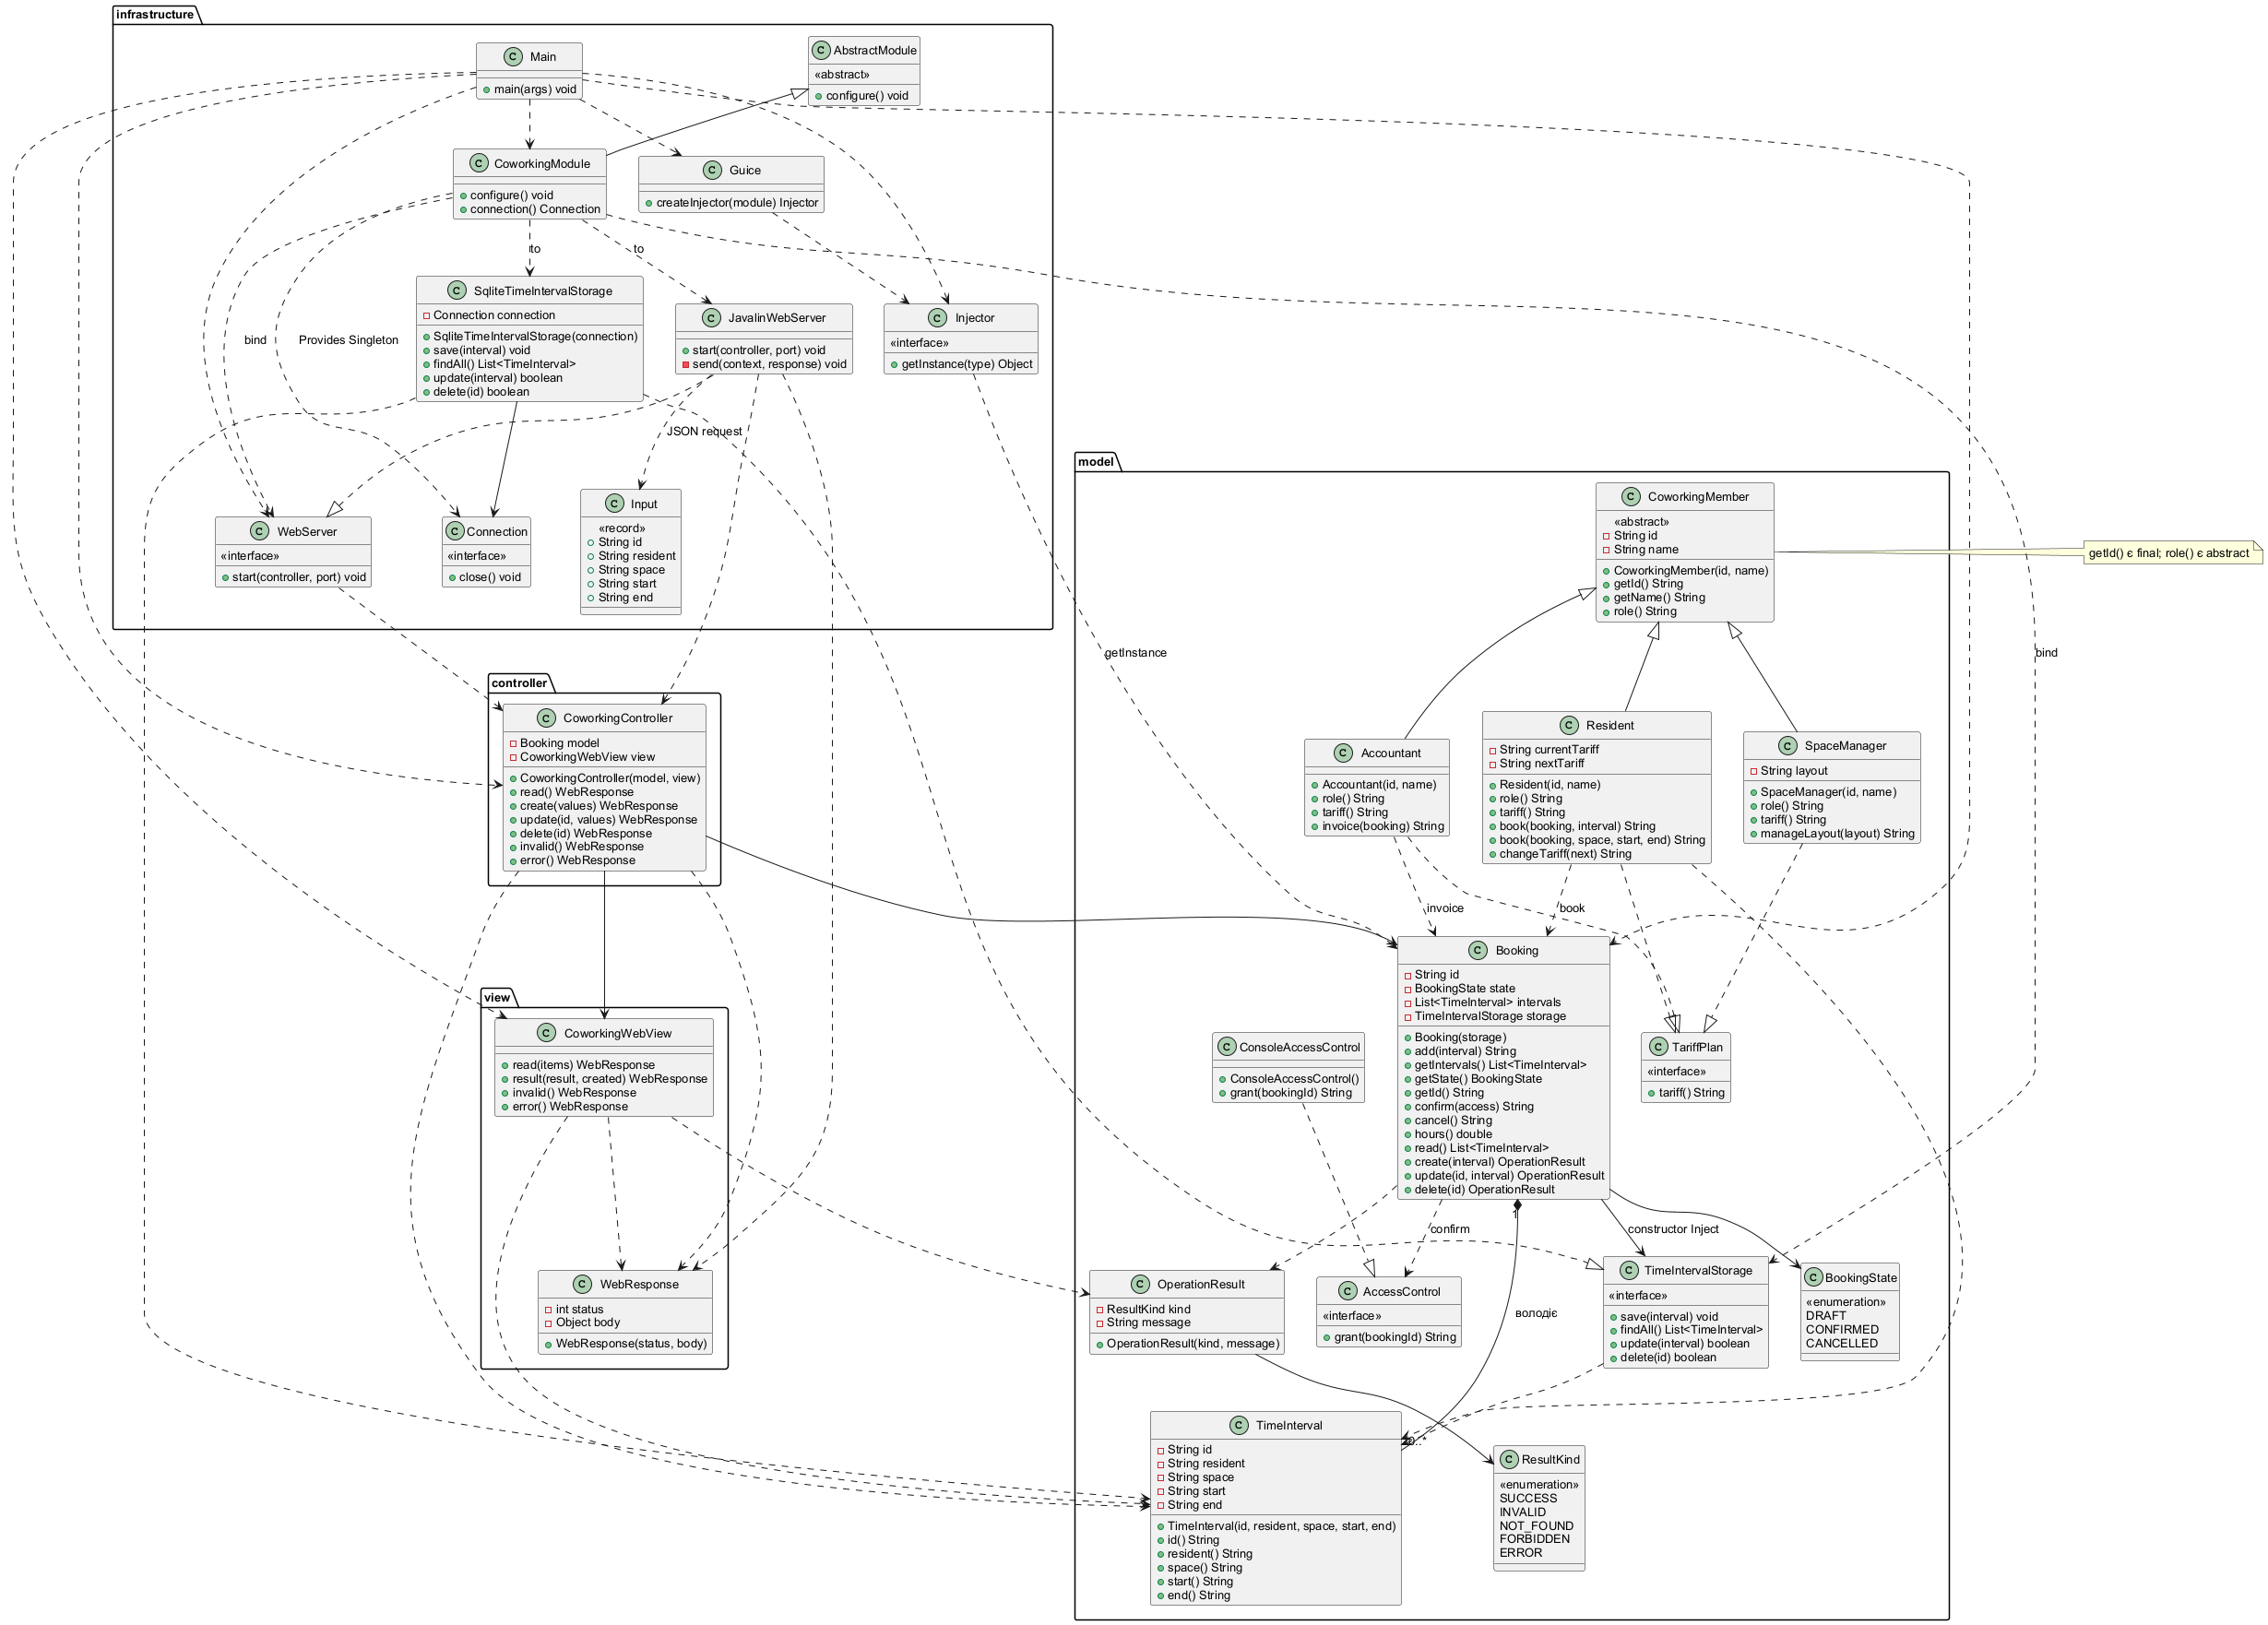 infrastructure
C Main
main(args) void
C AbstractModule
«abstract»
configure() void
C CoworkingModule
configure() void
connection() Connection
C Guice
createInjector(module) Injector
to
to
C SqliteTimeIntervalStorage
Connection connection
SqliteTimeIntervalStorage(connection)
save(interval) void
findAll() List<TimeInterval>
update(interval) boolean
delete(id) boolean
C JavalinWebServer
start(controller, port) void
send(context, response) void
C Injector
«interface»
getInstance(type) Object
bind
Provides Singleton
JSON request
C WebServer
«interface»
start(controller, port) void
C Connection
«interface»
close() void
C Input
«record»
String id
String resident
String space
String start
String end
model
C CoworkingMember
«abstract»
String id
String name
CoworkingMember(id, name)
getId() String
getName() String
role() String
getId() є final; role() є abstract
getInstance
bind
controller
C CoworkingController
Booking model
CoworkingWebView view
CoworkingController(model, view)
read() WebResponse
create(values) WebResponse
update(id, values) WebResponse
delete(id) WebResponse
invalid() WebResponse
error() WebResponse
C Accountant
Accountant(id, name)
role() String
tariff() String
invoice(booking) String
C Resident
String currentTariff
String nextTariff
Resident(id, name)
role() String
tariff() String
book(booking, interval) String
book(booking, space, start, end) String
changeTariff(next) String
C SpaceManager
String layout
SpaceManager(id, name)
role() String
tariff() String
manageLayout(layout) String
invoice
book
view
C CoworkingWebView
read(items) WebResponse
result(result, created) WebResponse
invalid() WebResponse
error() WebResponse
C Booking
String id
BookingState state
List<TimeInterval> intervals
TimeIntervalStorage storage
Booking(storage)
add(interval) String
getIntervals() List<TimeInterval>
getState() BookingState
getId() String
confirm(access) String
cancel() String
hours() double
read() List<TimeInterval>
create(interval) OperationResult
update(id, interval) OperationResult
delete(id) OperationResult
C ConsoleAccessControl
ConsoleAccessControl()
grant(bookingId) String
C TariffPlan
«interface»
tariff() String
1
confirm
constructor Inject
C WebResponse
int status
Object body
WebResponse(status, body)
C OperationResult
ResultKind kind
String message
OperationResult(kind, message)
C AccessControl
«interface»
grant(bookingId) String
володіє
C TimeIntervalStorage
«interface»
save(interval) void
findAll() List<TimeInterval>
update(interval) boolean
delete(id) boolean
C BookingState
«enumeration»
DRAFT
CONFIRMED
CANCELLED
0..*
C TimeInterval
String id
String resident
String space
String start
String end
TimeInterval(id, resident, space, start, end)
id() String
resident() String
space() String
start() String
end() String
C ResultKind
«enumeration»
SUCCESS
INVALID
NOT_FOUND
FORBIDDEN
ERROR